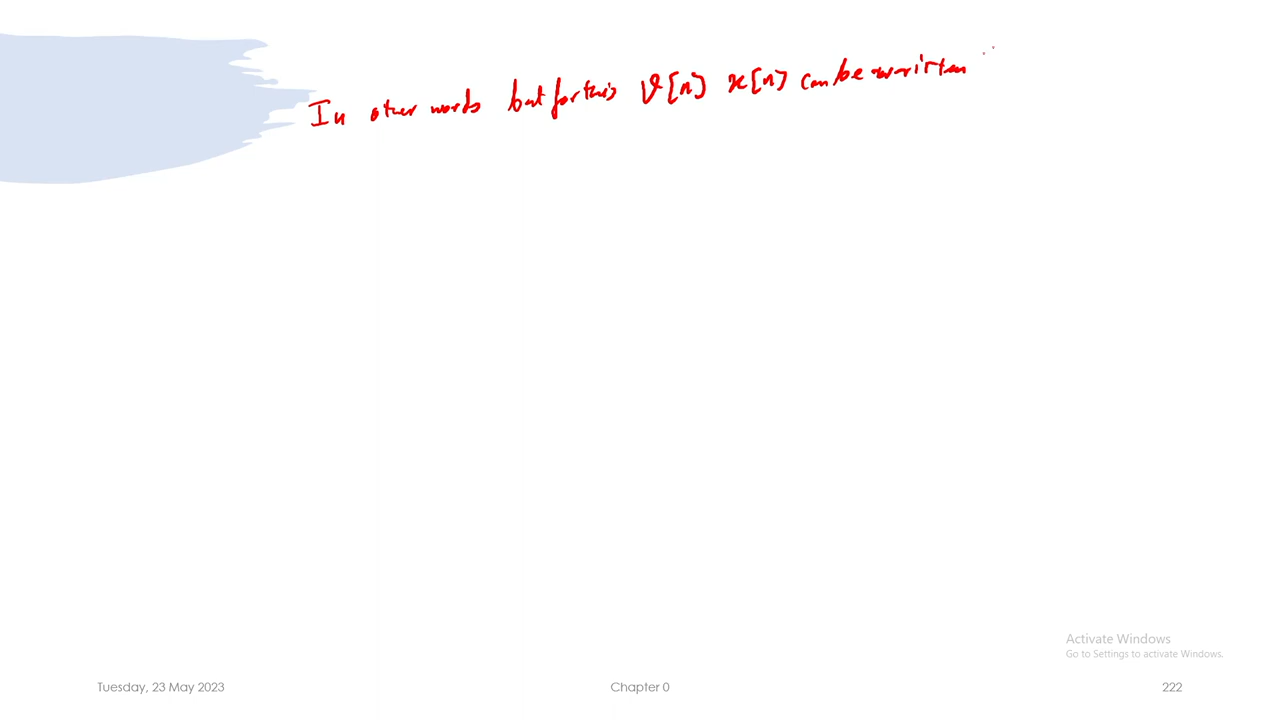 In other words but for this ϑ[n] x[n] can be written
Activate Windows
Go to Settings to activate Windows.
Tuesday, 23 May 2023 Chapter 0 222